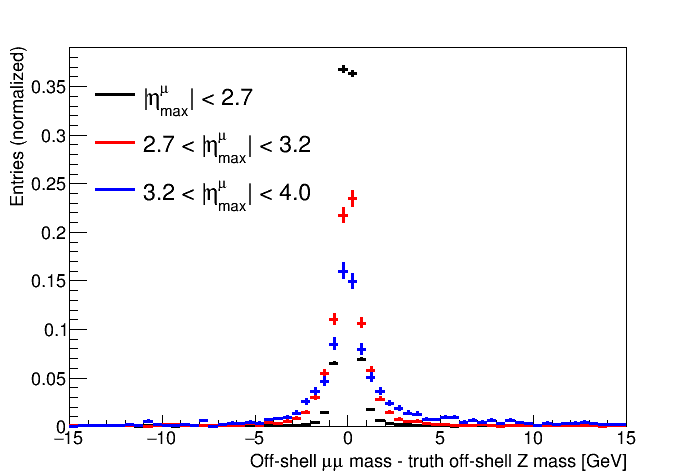 Entries (normalized)
0.35
0.3
0.25
0.2
0.15
0.1
0.05
0
|η^μ_max| < 2.7
2.7 < |η^μ_max| < 3.2
3.2 < |η^μ_max| < 4.0
−15 −10 −5 0 5 10 15
Off-shell μμ mass - truth off-shell Z mass [GeV]